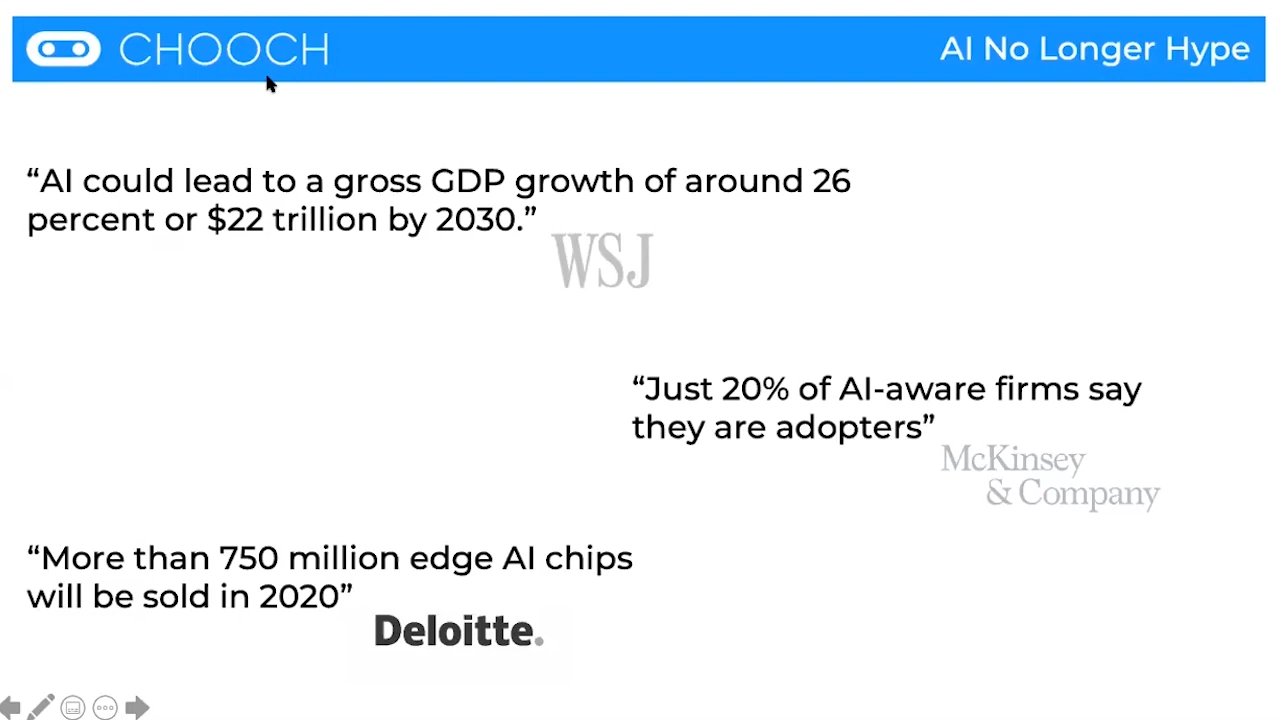 CHOOCH
AI No Longer Hype
“AI could lead to a gross GDP growth of around 26
percent or $22 trillion by 2030.”
WSJ
“Just 20% of AI-aware firms say
they are adopters”
McKinsey
& Company
“More than 750 million edge AI chips
will be sold in 2020”
Deloitte.